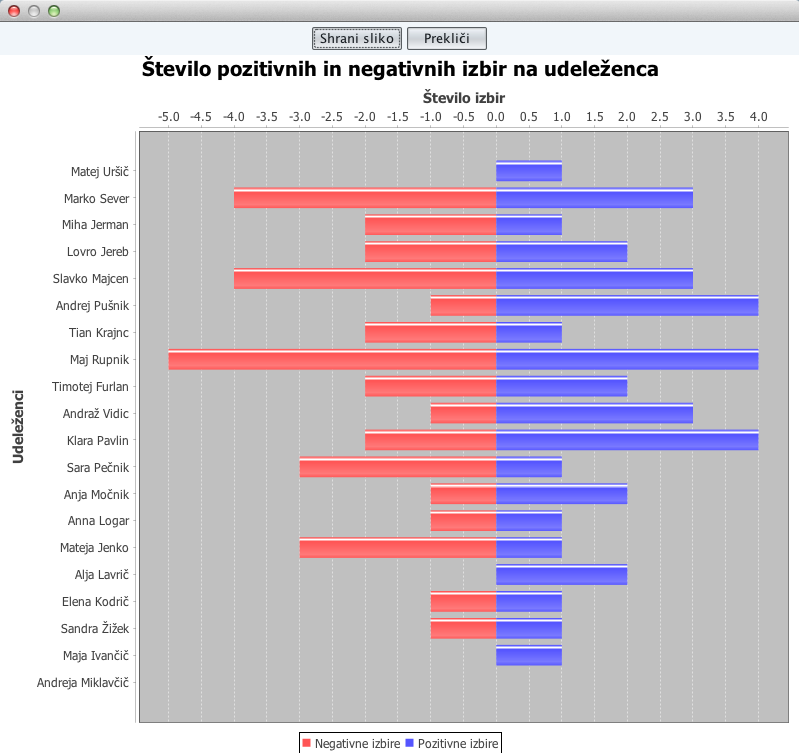 Shrani sliko Prekliči
Število pozitivnih in negativnih izbir na udeleženca
Število izbir
-5.0 -4.5 -4.0 -3.5 -3.0 -2.5 -2.0 -1.5 -1.0 -0.5 0.0 0.5 1.0 1.5 2.0 2.5 3.0 3.5 4.0
Udeleženci
Matej Uršič
Marko Sever
Miha Jerman
Lovro Jereb
Slavko Majcen
Andrej Pušnik
Tian Krajnc
Maj Rupnik
Timotej Furlan
Andraž Vidic
Klara Pavlin
Sara Pečnik
Anja Močnik
Anna Logar
Mateja Jenko
Alja Lavrič
Elena Kodrič
Sandra Žižek
Maja Ivančič
Andreja Miklavčič
Negativne izbire Pozitivne izbire